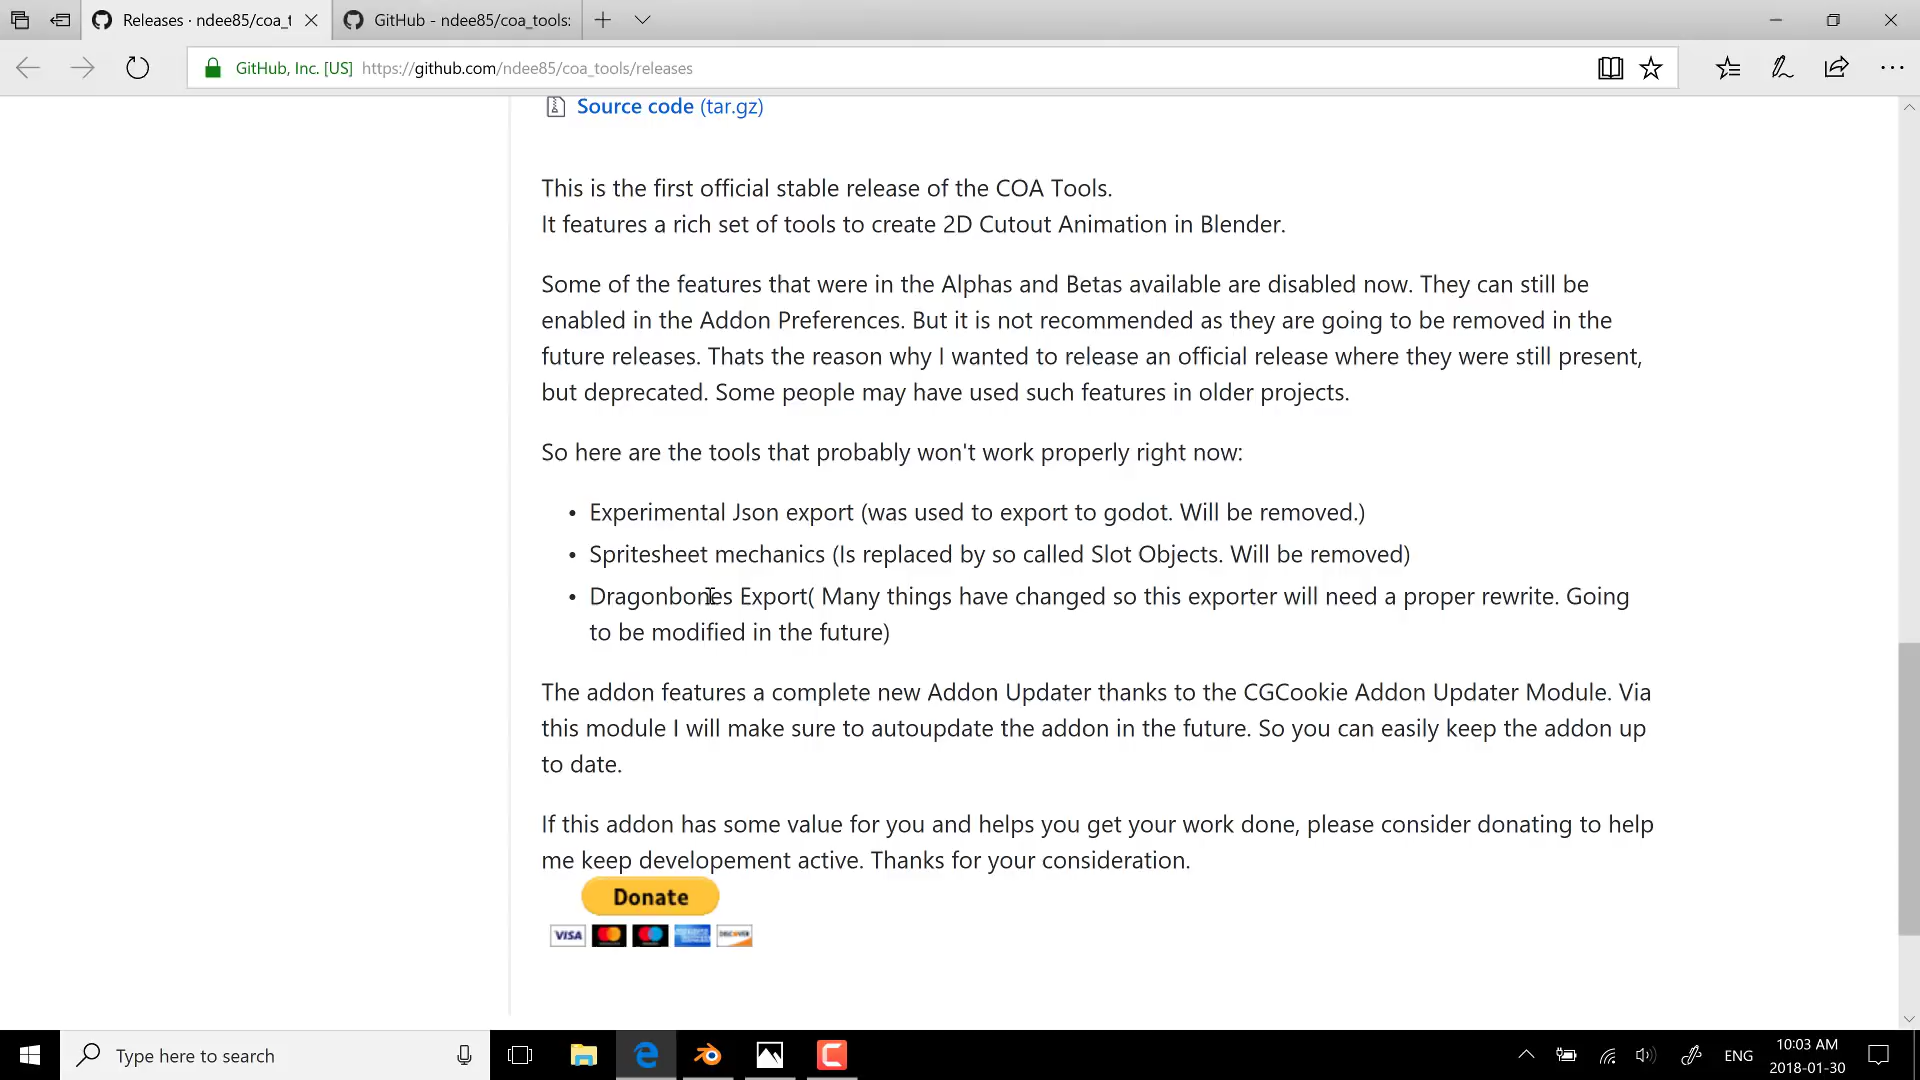 Releases · ndee85/coa_t
GitHub - ndee85/coa_tools:
GitHub, Inc. [US] https://github.com/ndee85/coa_tools/releases
Source code (tar.gz)
This is the first official stable release of the COA Tools.
It features a rich set of tools to create 2D Cutout Animation in Blender.
Some of the features that were in the Alphas and Betas available are disabled now. They can still be
enabled in the Addon Preferences. But it is not recommended as they are going to be removed in the
future releases. Thats the reason why I wanted to release an official release where they were still present,
but deprecated. Some people may have used such features in older projects.
So here are the tools that probably won't work properly right now:
• Experimental Json export (was used to export to godot. Will be removed.)
• Spritesheet mechanics (Is replaced by so called Slot Objects. Will be removed)
• Dragonbones Export( Many things have changed so this exporter will need a proper rewrite. Going
to be modified in the future)
The addon features a complete new Addon Updater thanks to the CGCookie Addon Updater Module. Via
this module I will make sure to autoupdate the addon in the future. So you can easily keep the addon up
to date.
If this addon has some value for you and helps you get your work done, please consider donating to help
me keep developement active. Thanks for your consideration.
Donate
VISA
DISCOVER
Type here to search
ENG
10:03 AM
2018-01-30